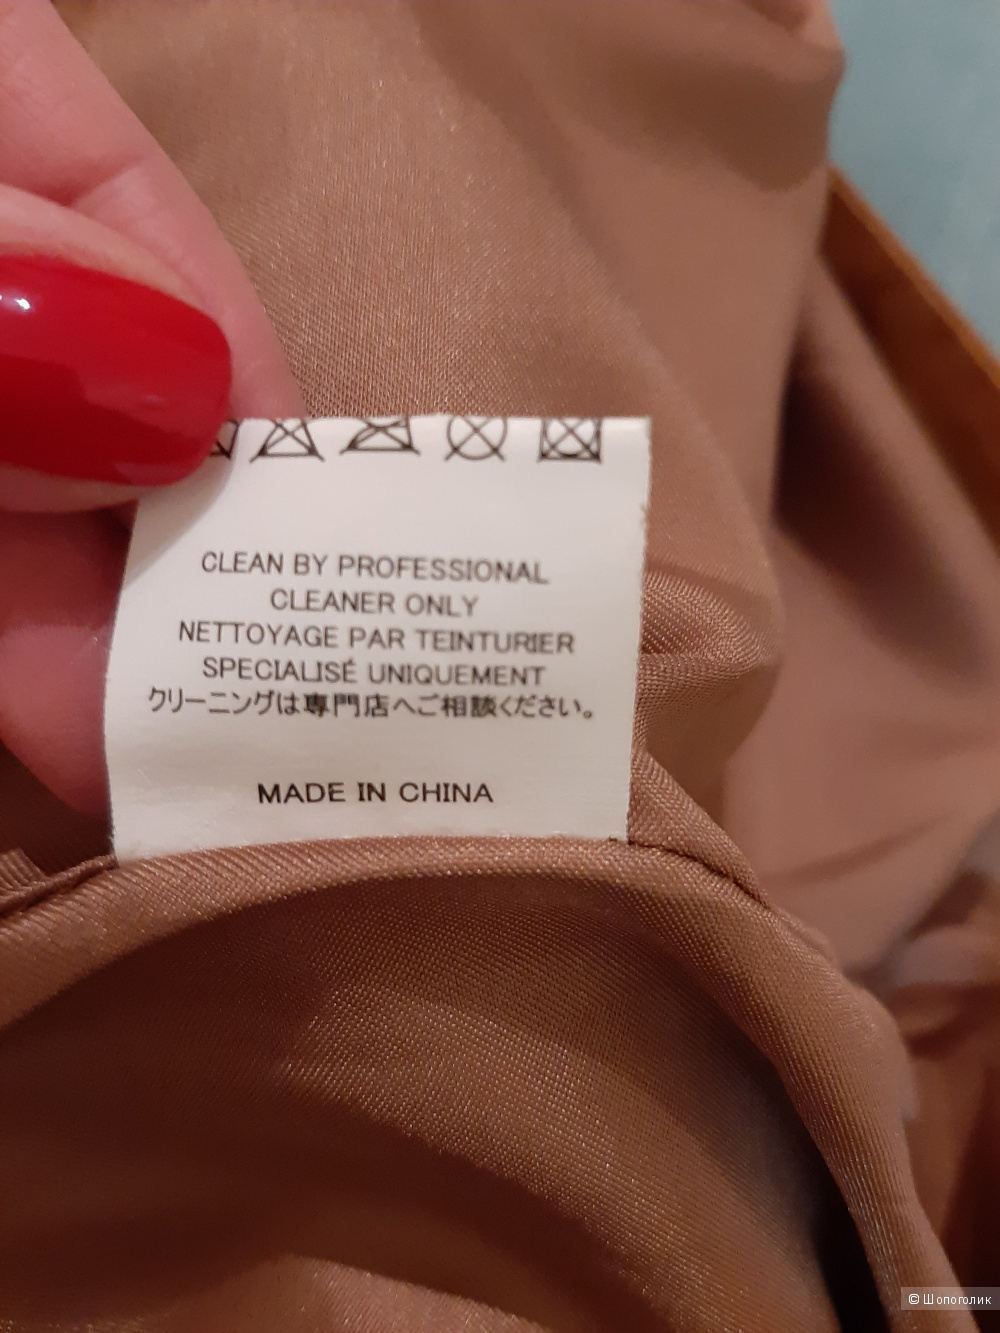 CLEAN BY PROFESSIONAL
CLEANER ONLY
NETTOYAGE PAR TEINTURIER
SPECIALISÉ UNIQUEMENT
クリーニングは専門店へご相談ください。
MADE IN CHINA
© Шопоголик